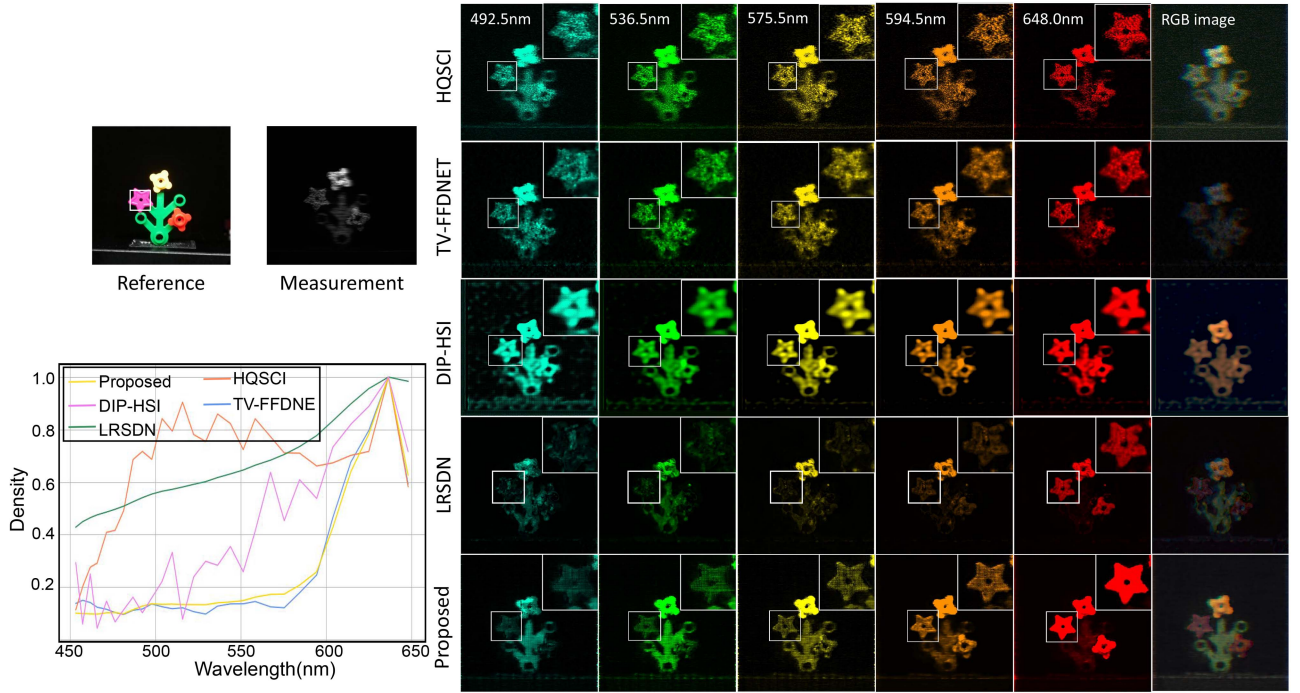 492.5nm 536.5nm 575.5nm 594.5nm 648.0nm RGB image
HQSCI
TV-FFDNET
DIP-HSI
LRSDN
Proposed
Reference Measurement
Proposed HQSCI
DIP-HSI TV-FFDNE
LRSDN
1.0
0.8
0.6
0.4
0.2
Density
450 500 550 600 650
Wavelength(nm)